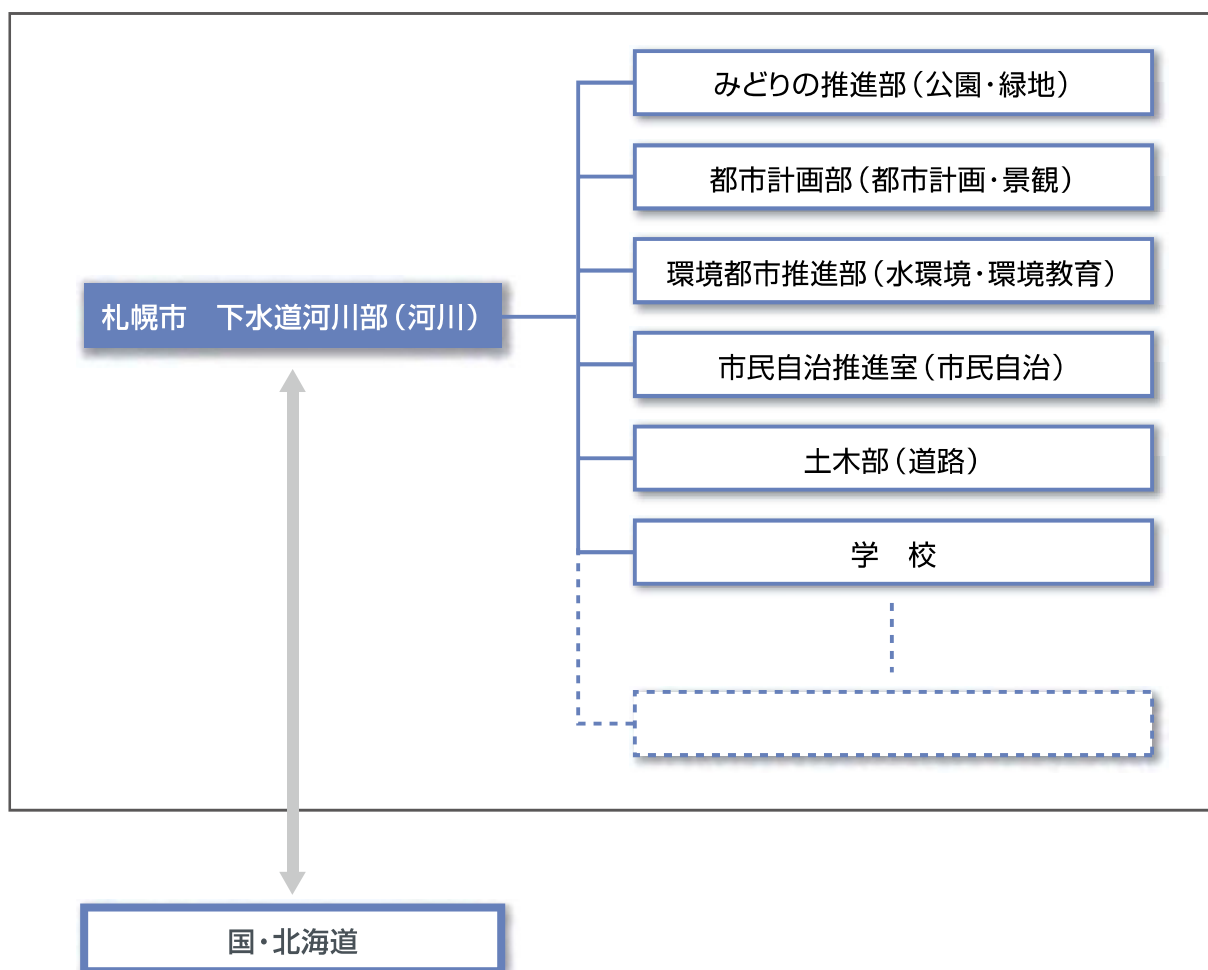 みどりの推進部(公園・緑地)
都市計画部(都市計画・景観)
環境都市推進部(水環境・環境教育)
札幌市　下水道河川部(河川)
市民自治推進室(市民自治)
土木部(道路)
学　校
国・北海道